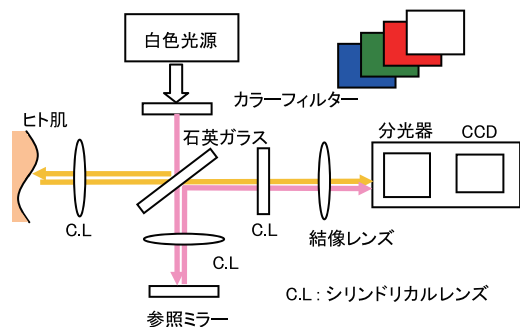 白色光源
カラーフィルター
ヒト肌
石英ガラス
分光器
CCD
C.L
C.L
結像レンズ
C.L
参照ミラー
C.L : シリンドリカルレンズ